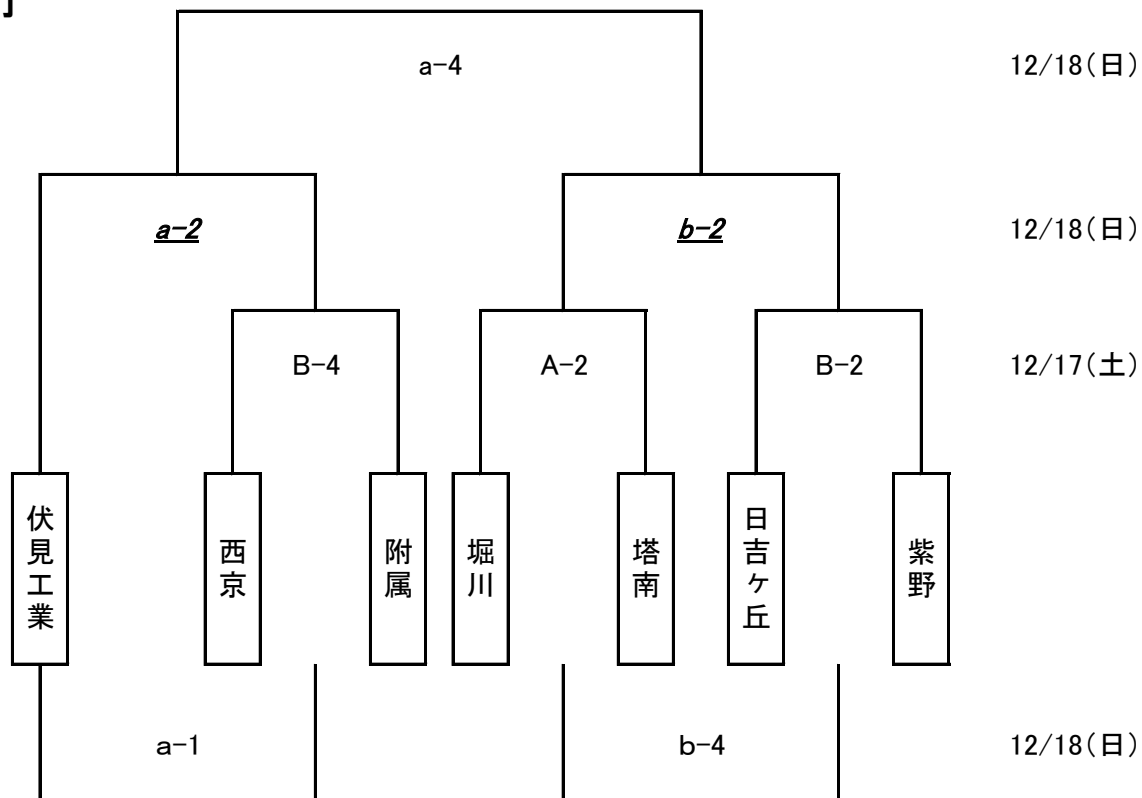 」
a-4 12/18(日)
a-2 b-2 12/18(日)
B-4 A-2 B-2 12/17(土)
伏見工業
西京
附属
堀川
塔南
日吉ヶ丘
紫野
a-1 b-4 12/18(日)